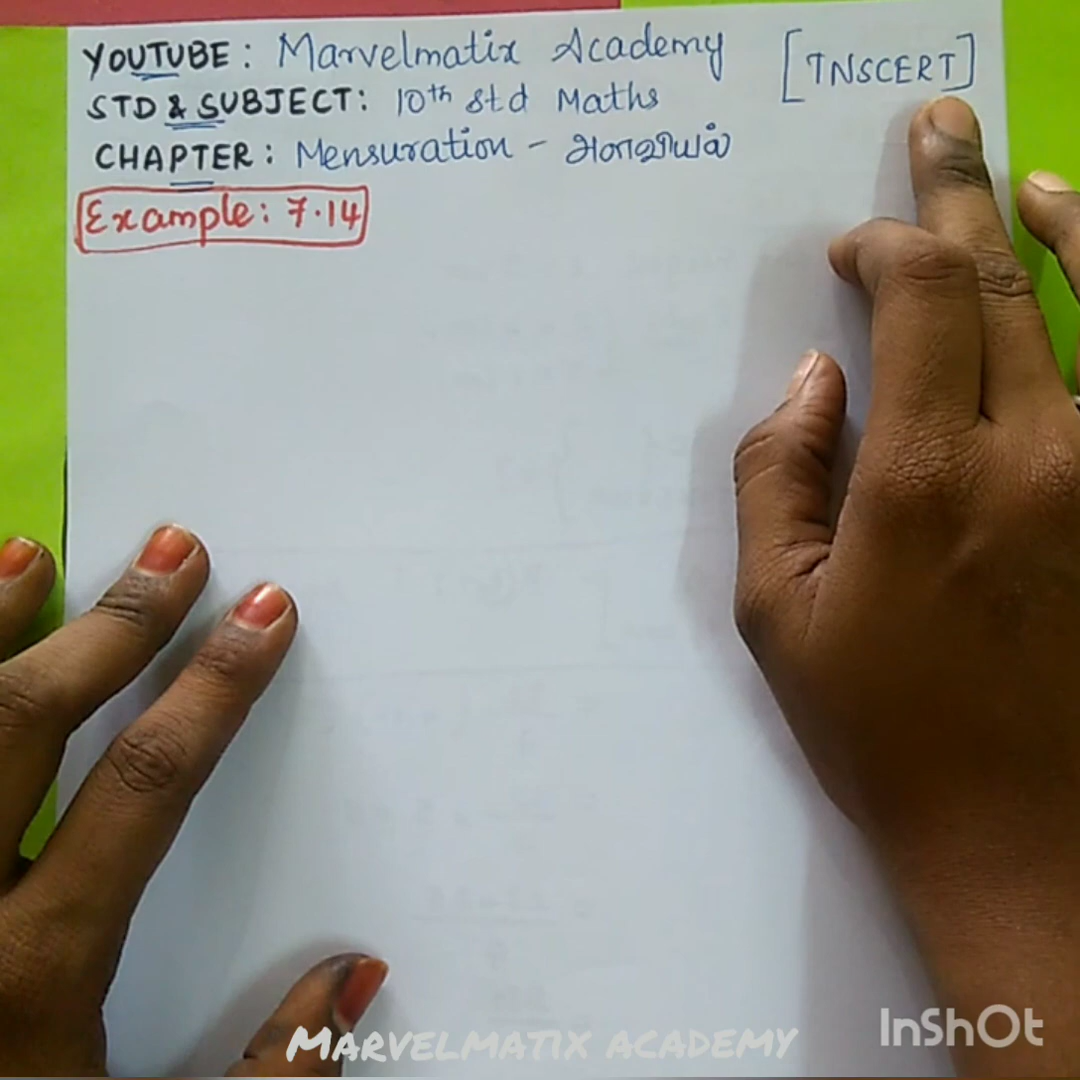 YOUTUBE: Marvelmatix Academy [TNSCERT]
STD & SUBJECT: 10th std Maths
CHAPTER: Mensuration - அளவியல்
Example: 7.14
MARVELMATIX ACADEMY
InShOt